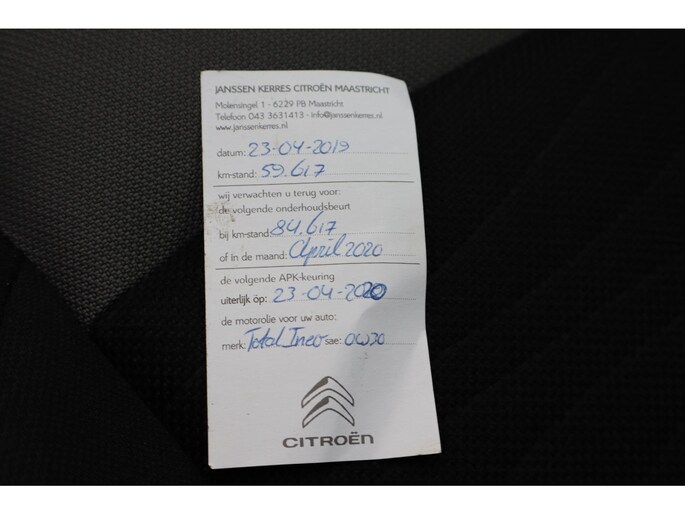 JANSSEN KERRES CITROËN MAASTRICHT
Molensingel 1 - 6229 PB Maastricht
Telefoon 043 3631413 - info@janssenkerres.nl
www.janssenkerres.nl
datum: 23-04-2019
km-stand: 59.617
wij verwachten u terug voor:
de volgende onderhoudsbeurt
bij km-stand: 84.617
of in de maand: April 2020
de volgende APK-keuring
uiterlijk op: 23-04-2020
de motorolie voor uw auto:
merk: Total Ineo sae: 0W30
CITROËN